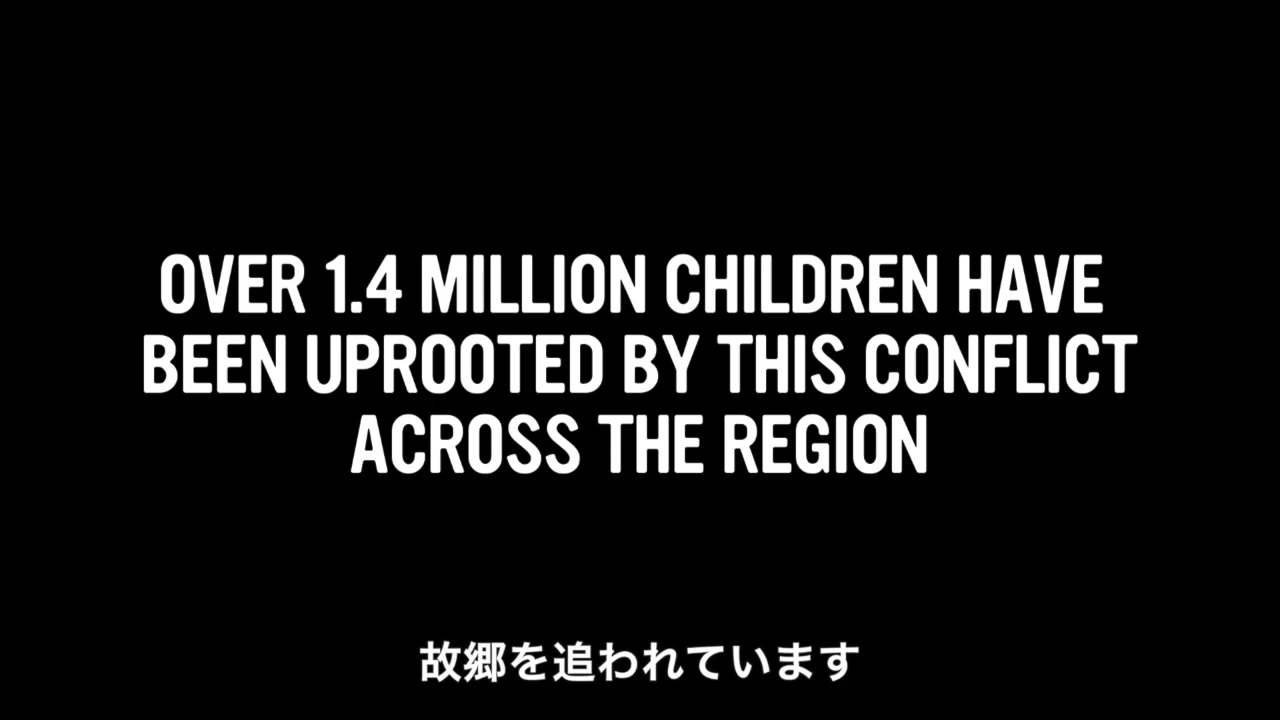 OVER 1.4 MILLION CHILDREN HAVE
BEEN UPROOTED BY THIS CONFLICT
ACROSS THE REGION
故郷を追われています